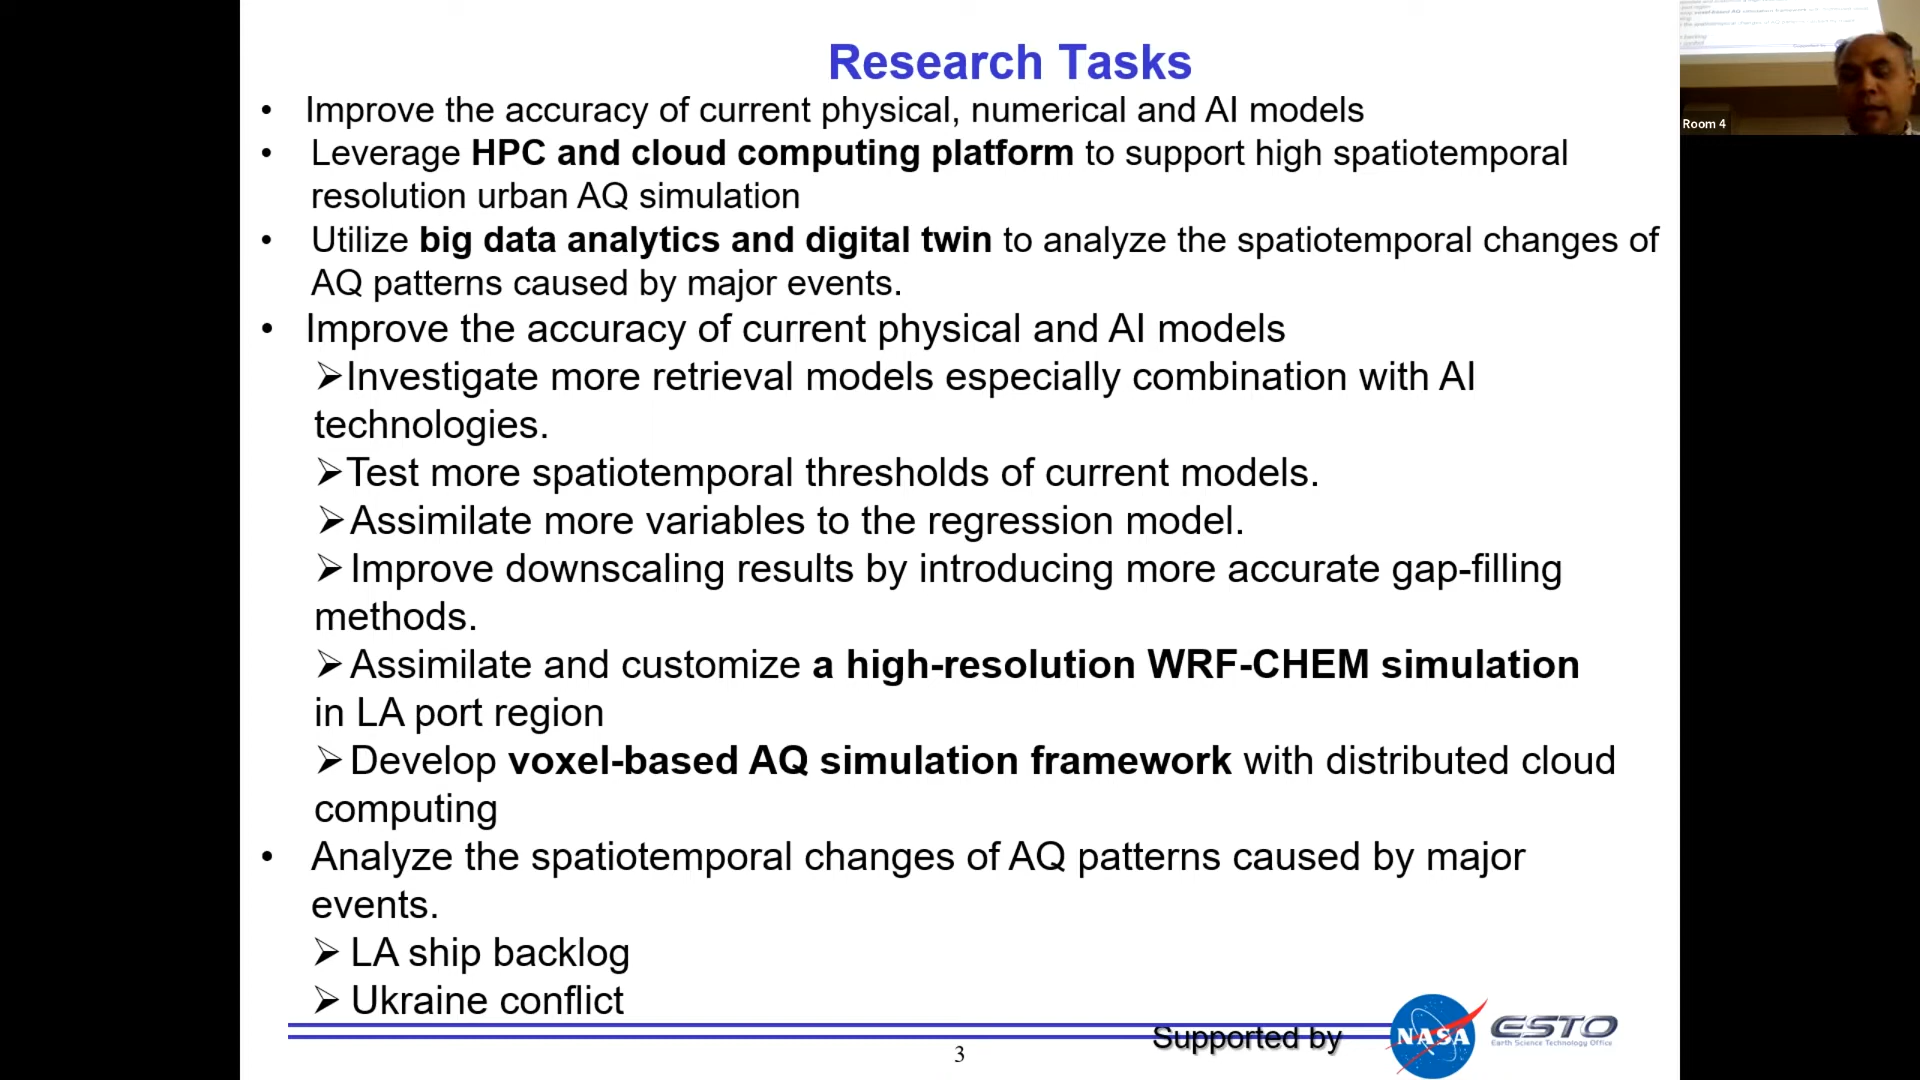 Research Tasks
• Improve the accuracy of current physical, numerical and AI models
• Leverage HPC and cloud computing platform to support high spatiotemporal
resolution urban AQ simulation
• Utilize big data analytics and digital twin to analyze the spatiotemporal changes of
AQ patterns caused by major events.
• Improve the accuracy of current physical and AI models
➢Investigate more retrieval models especially combination with AI
technologies.
➢Test more spatiotemporal thresholds of current models.
➢Assimilate more variables to the regression model.
➢Improve downscaling results by introducing more accurate gap-filling
methods.
➢Assimilate and customize a high-resolution WRF-CHEM simulation
in LA port region
➢Develop voxel-based AQ simulation framework with distributed cloud
computing
• Analyze the spatiotemporal changes of AQ patterns caused by major
events.
➢ LA ship backlog
➢ Ukraine conflict
Supported by
NASA
ESTO
Earth Science Technology Office
3
Room 4